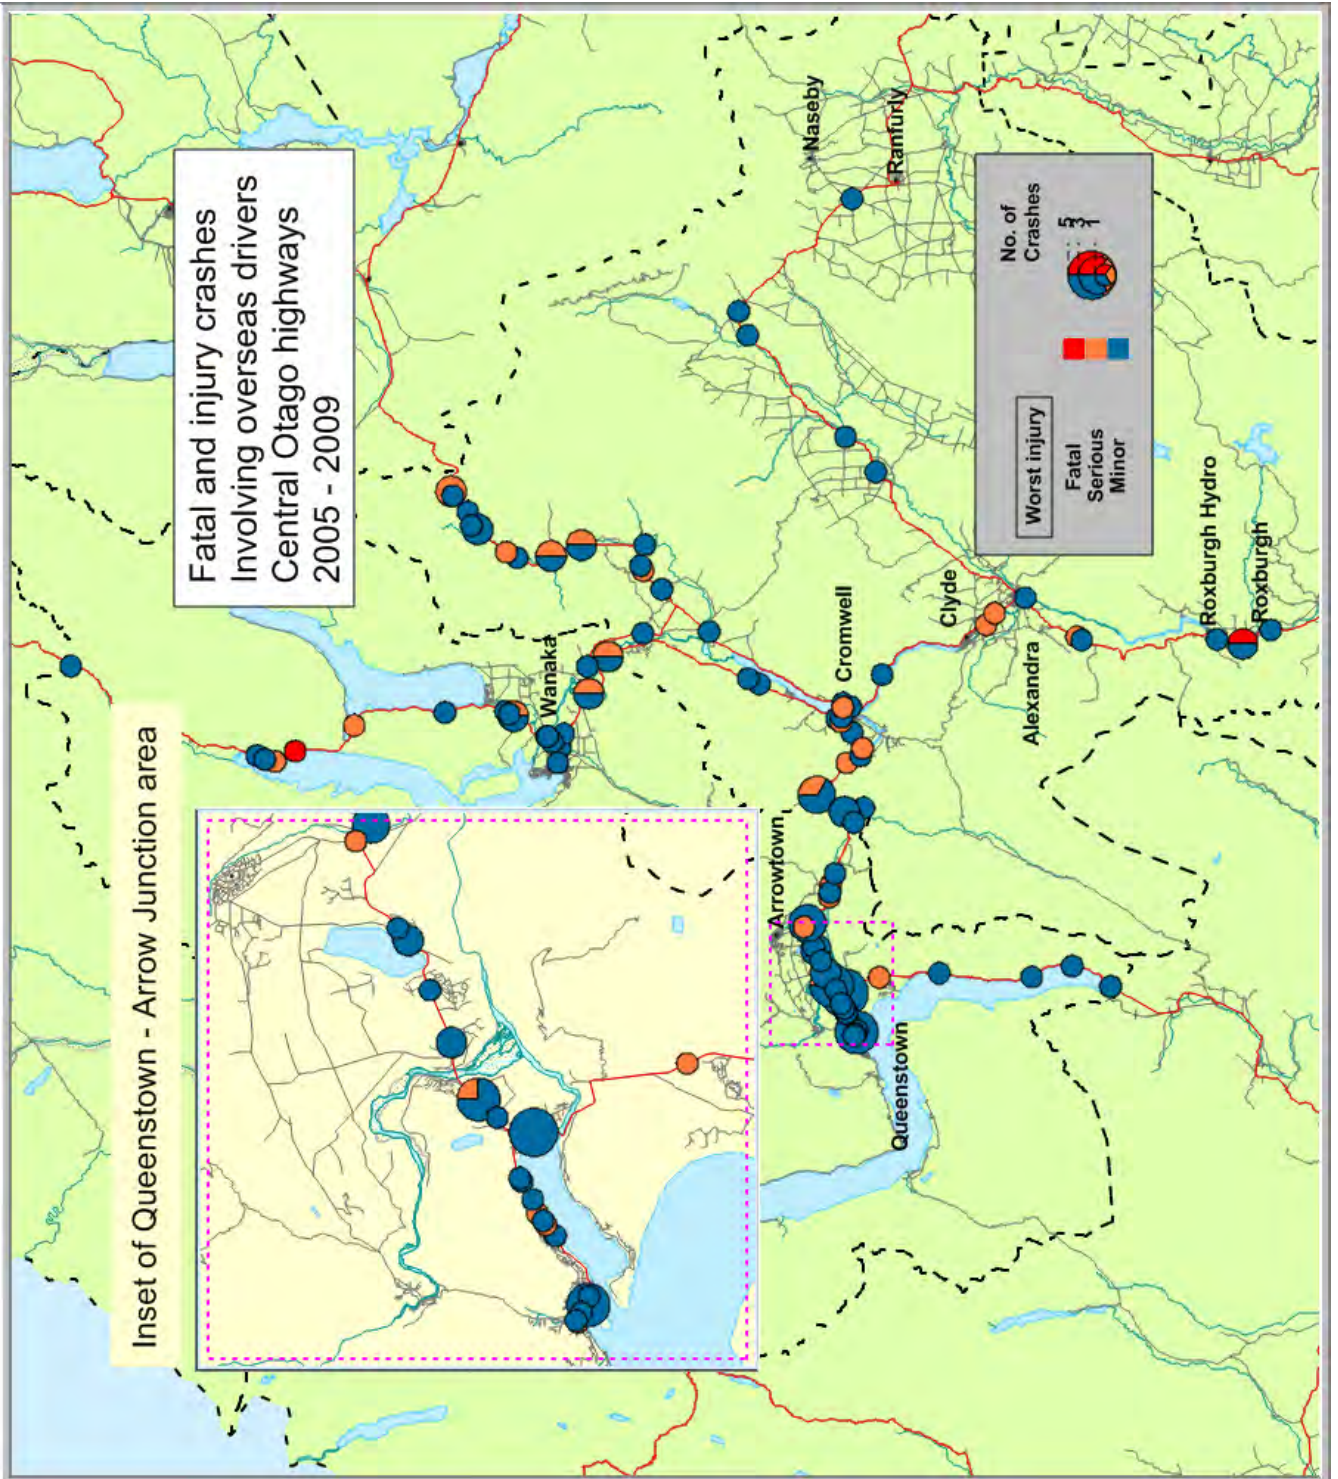 Fatal and injury crashes
Involving overseas drivers
Central Otago highways
2005 - 2009
Inset of Queenstown - Arrow Junction area
Naseby
Ranfurly
Wanaka
Cromwell
Clyde
Alexandra
Roxburgh Hydro
Roxburgh
Arrowtown
Queenstown
Worst injury
Fatal
Serious
Minor
No. of
Crashes
5
3
1